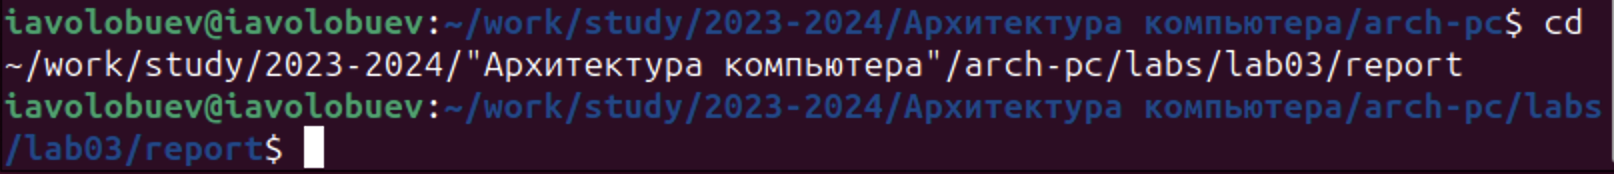 iavolobuev@iavolobuev:~/work/study/2023-2024/Архитектура компьютера/arch-pc$ cd
~/work/study/2023-2024/"Архитектура компьютера"/arch-pc/labs/lab03/report
iavolobuev@iavolobuev:~/work/study/2023-2024/Архитектура компьютера/arch-pc/labs
/lab03/report$